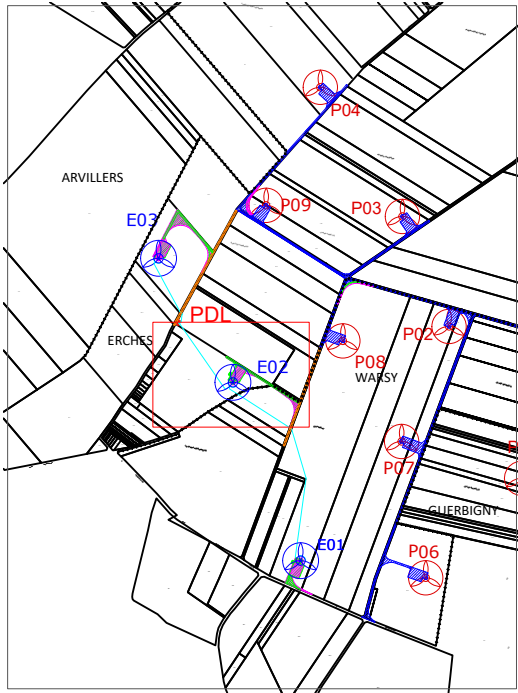 P04
ARVILLERS
P09
P03
E03
PDL
P02
ERCHES
P08
E02
WARSY
P07
GUERBIGNY
E01
P06